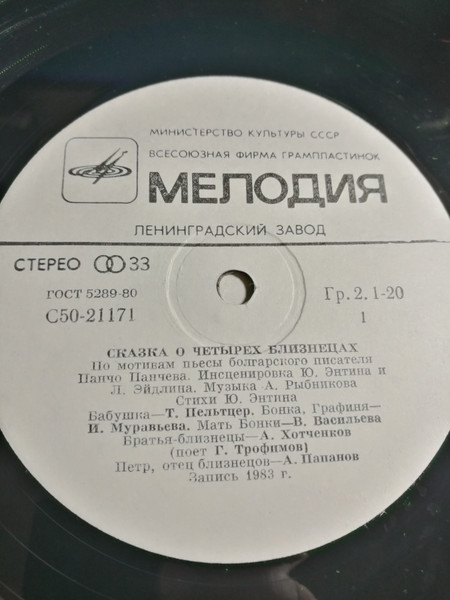 МИНИСТЕРСТВО КУЛЬТУРЫ СССР
ВСЕСОЮЗНАЯ ФИРМА ГРАМПЛАСТИНОК
МЕЛОДИЯ
ЛЕНИНГРАДСКИЙ ЗАВОД
СТЕРЕО 33
ГОСТ 5289-80
Гр. 2. 1-20
С50-21171
1
СКАЗКА О ЧЕТЫРЕХ БЛИЗНЕЦАХ
По мотивам пьесы болгарского писателя
Панчо Панчева. Инсценировка Ю. Энтина и
Л. Эйдлина. Музыка А. Рыбникова
Стихи Ю. Энтина
Бабушка—Т. Пельтцер. Бонка, Графиня—
И. Муравьева. Мать Бонки—В. Васильева
Братья-близнецы—А. Хотченков
(поет Г. Трофимов)
Петр, отец близнецов—А. Папанов
Запись 1983 г.